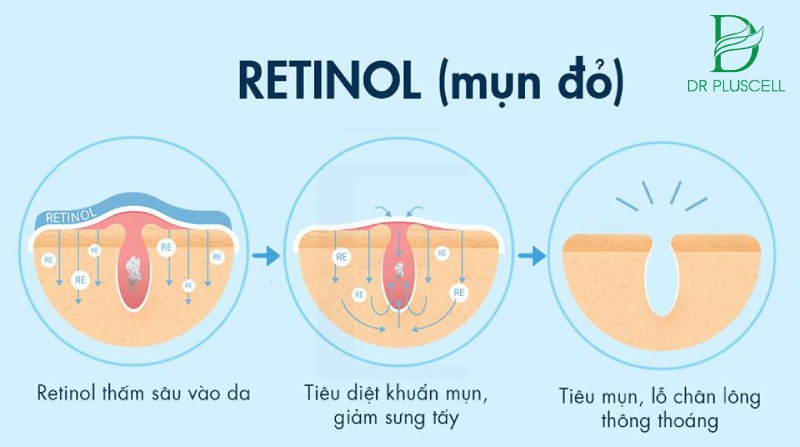 DR PLUSCELL
RETINOL (mụn đỏ)
RETINOL
RE
RE
RE
RE
RE
RE
RE
RE
RE
RE
Retinol thấm sâu vào da
Tiêu diệt khuẩn mụn,
giảm sưng tấy
Tiêu mụn, lỗ chân lông
thông thoáng